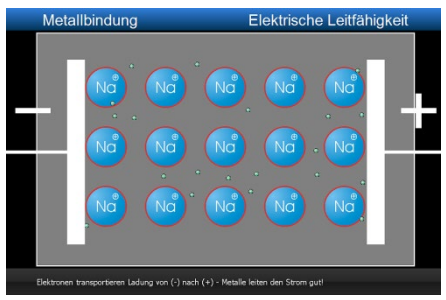 Metallbindung Elektrische Leitfähigkeit
Na⊕ Na⊕ Na⊕ Na⊕ Na⊕
− +
Na⊕ Na⊕ Na⊕ Na⊕ Na⊕
Na⊕ Na⊕ Na⊕ Na⊕ Na⊕
Elektronen transportieren Ladung von (-) nach (+) - Metalle leiten den Strom gut!